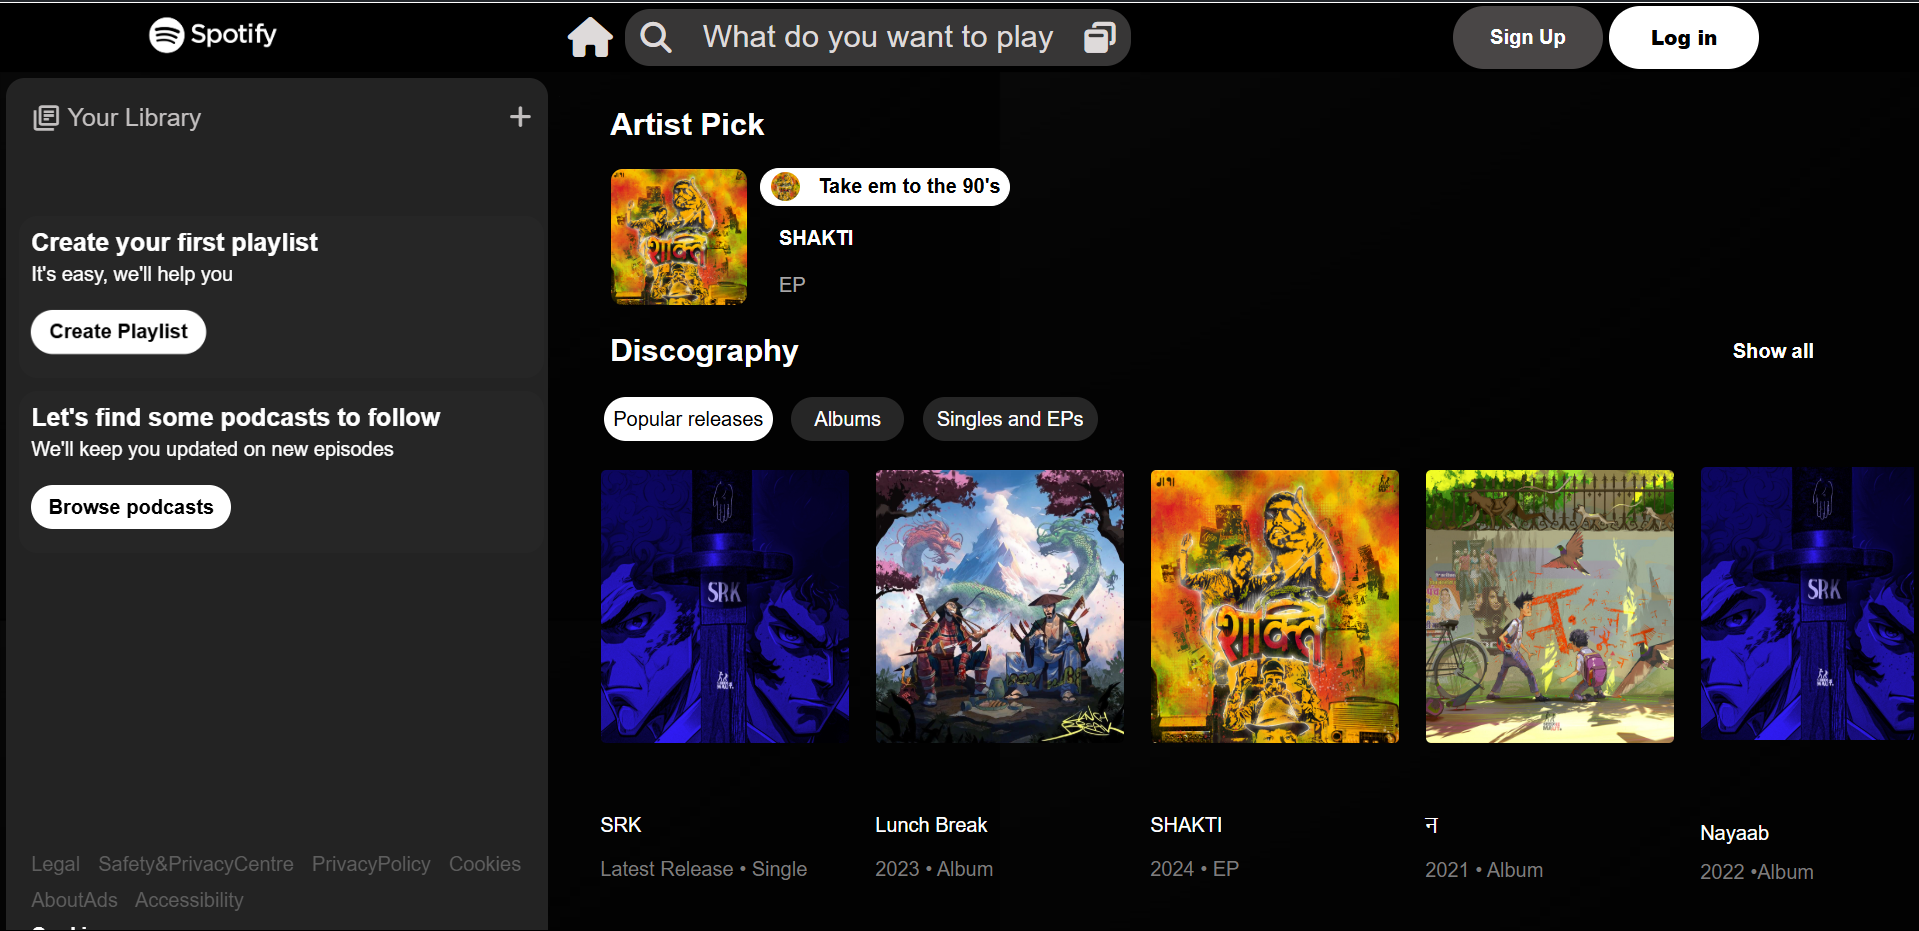 Spotify
What do you want to play
Sign Up
Log in
Your Library
Create your first playlist
It's easy, we'll help you
Create Playlist
Let's find some podcasts to follow
We'll keep you updated on new episodes
Browse podcasts
Legal Safety&PrivacyCentre PrivacyPolicy Cookies
AboutAds Accessibility
Artist Pick
शक्ति
Take em to the 90's
SHAKTI
EP
Discography
Show all
Popular releases
Albums
Singles and EPs
SRK
LUNCH
BREAK
शक्ति
न
SRK
SRK
Latest Release • Single
Lunch Break
2023 • Album
SHAKTI
2024 • EP
न
2021 • Album
Nayaab
2022 •Album